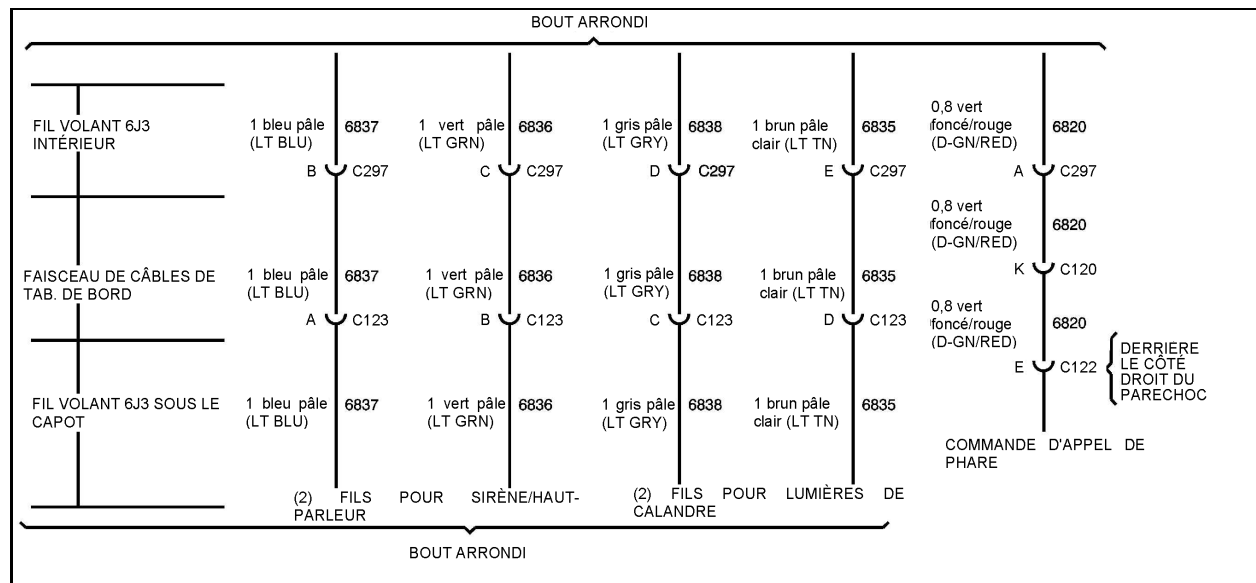 BOUT ARRONDI
FIL VOLANT 6J3
INTÉRIEUR
1 bleu pâle
(LT BLU)
6837
B
C297
1 vert pâle
(LT GRN)
6836
C
C297
1 gris pâle
(LT GRY)
6838
D
C297
1 brun pâle
clair (LT TN)
6835
E
C297
0,8 vert
foncé/rouge
(D-GN/RED)
6820
A
C297
0,8 vert
foncé/rouge
(D-GN/RED)
6820
K
C120
FAISCEAU DE CÂBLES DE
TAB. DE BORD
1 bleu pâle
(LT BLU)
6837
A
C123
1 vert pâle
(LT GRN)
6836
B
C123
1 gris pâle
(LT GRY)
6838
C
C123
1 brun pâle
clair (LT TN)
6835
D
C123
0,8 vert
foncé/rouge
(D-GN/RED)
6820
E
C122
DERRIÈRE
LE CÔTÉ
DROIT DU
PARECHOC
FIL VOLANT 6J3 SOUS LE
CAPOT
1 bleu pâle
(LT BLU)
6837
1 vert pâle
(LT GRN)
6836
1 gris pâle
(LT GRY)
6838
1 brun pâle
clair (LT TN)
6835
COMMANDE D'APPEL DE
PHARE
(2) FILS POUR SIRÈNE/HAUT-
PARLEUR
(2) FILS POUR LUMIÈRES DE
CALANDRE
BOUT ARRONDI